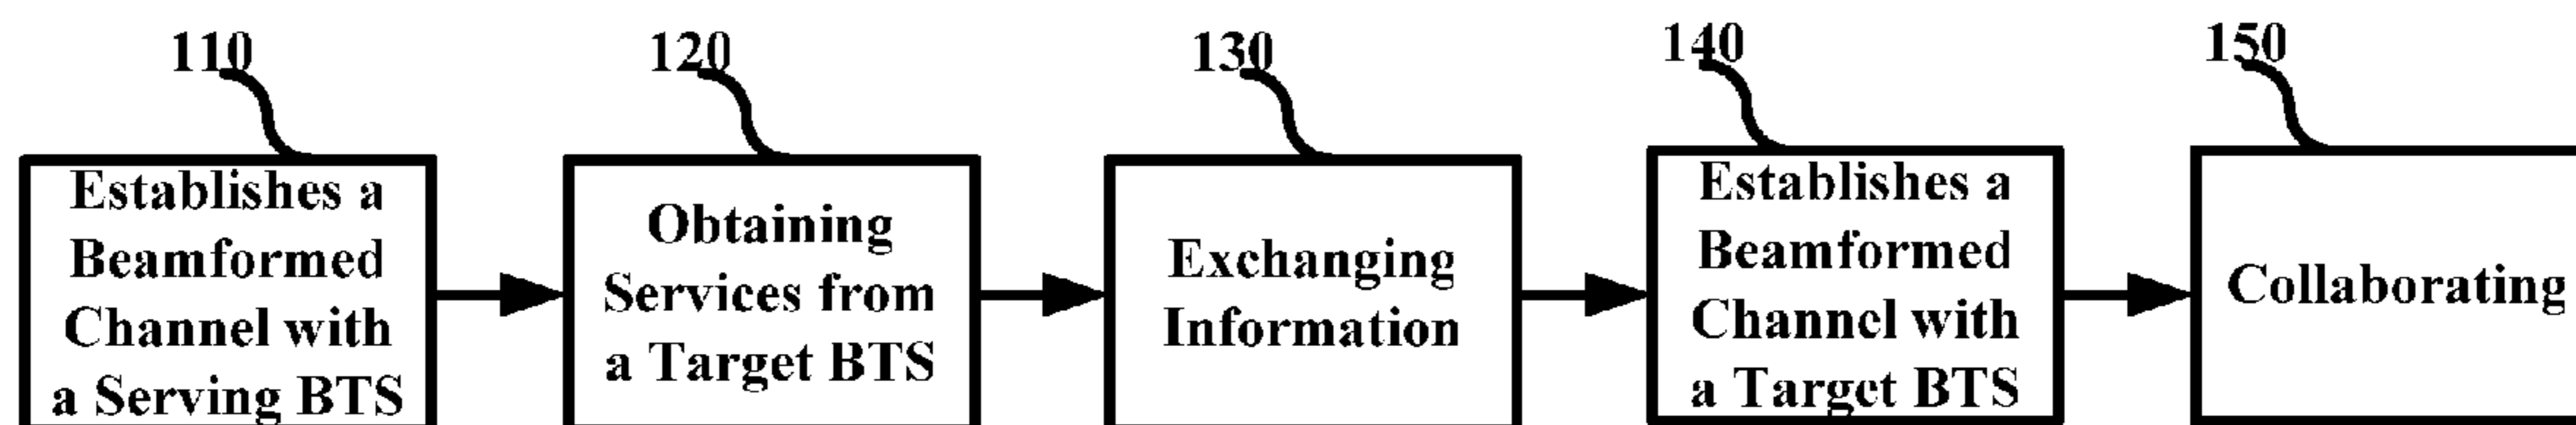 110
120
130
140
150
Establishes a
Beamformed
Channel with
a Serving BTS
Obtaining
Services from
a Target BTS
Exchanging
Information
Establishes a
Beamformed
Channel with
a Target BTS
Collaborating